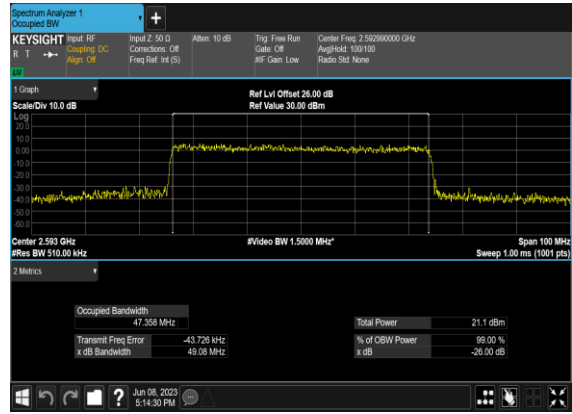 Spectrum Analyzer 1
Occupied BW
+
KEYSIGHT Input: RF Input Z: 50 Ω Atten: 10 dB Trig: Free Run Center Freq: 2.592990000 GHz
R T Coupling: DC Corrections: Off Gate: Off Avg|Hold: 100/100
Align: Off Freq Ref: Int (S) #IF Gain: Low Radio Std: None
1 Graph
Ref Lvl Offset 26.00 dB
Scale/Div 10.0 dB Ref Value 30.00 dBm
Log
20.0
10.0
0.00
-10.0
-20.0
-30.0
-40.0
-50.0
-60.0
Center 2.593 GHz #Video BW 1.5000 MHz* Span 100 MHz
#Res BW 510.00 kHz Sweep 1.00 ms (1001 pts)
2 Metrics
Occupied Bandwidth
47.358 MHz Total Power 21.1 dBm
Transmit Freq Error -43.726 kHz % of OBW Power 99.00 %
x dB Bandwidth 49.08 MHz x dB -26.00 dB
? Jun 08, 2023
5:14:30 PM